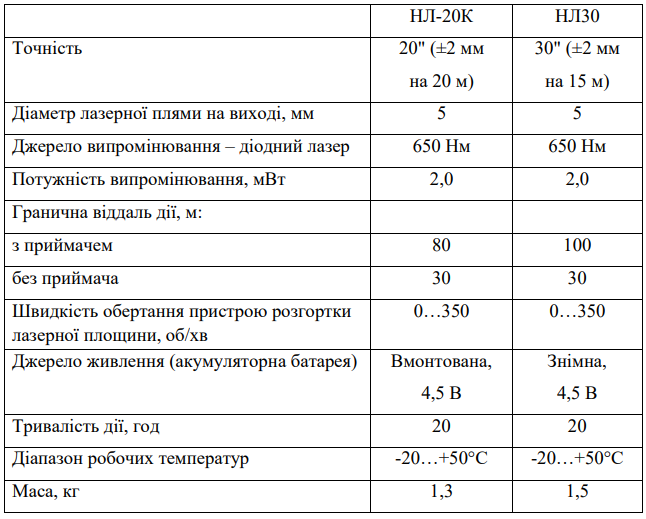 НЛ-20К НЛ30
Точність 20" (±2 мм 30" (±2 мм
на 20 м) на 15 м)
Діаметр лазерної плями на виході, мм 5 5
Джерело випромінювання – діодний лазер 650 Нм 650 Нм
Потужність випромінювання, мВт 2,0 2,0
Гранична віддаль дії, м:
з приймачем 80 100
без приймача 30 30
Швидкість обертання пристрою розгортки 0…350 0…350
лазерної площини, об/хв
Джерело живлення (акумуляторна батарея) Вмонтована, Знімна,
4,5 В 4,5 В
Тривалість дії, год 20 20
Діапазон робочих температур -20…+50°С -20…+50°С
Маса, кг 1,3 1,5